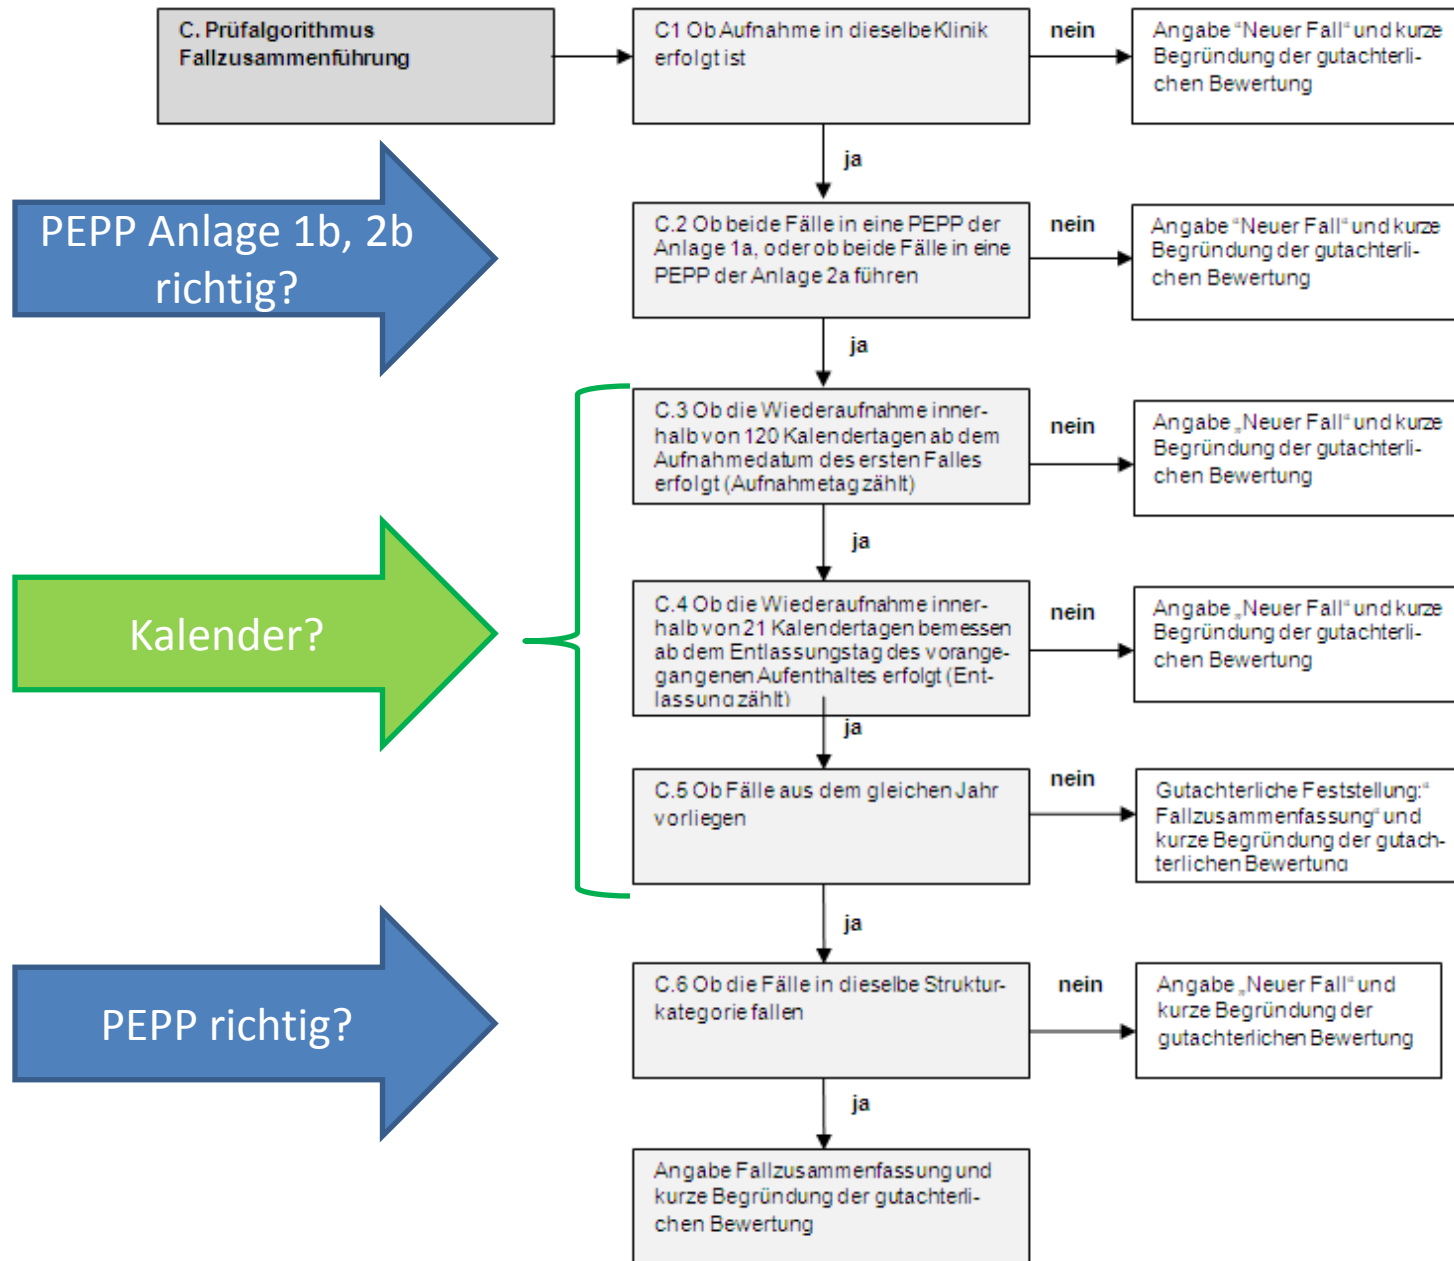 C. Prüfalgorithmus
Fallzusammenführung
C1 Ob Aufnahme in dieselbe Klinik
erfolgt ist
nein
Angabe “Neuer Fall“ und kurze
Begründung der gutachterli-
chen Bewertung
ja
PEPP Anlage 1b, 2b
richtig?
C.2 Ob beide Fälle in eine PEPP der
Anlage 1a, oder ob beide Fälle in eine
PEPP der Anlage 2a führen
nein
Angabe “Neuer Fall“ und kurze
Begründung der gutachterli-
chen Bewertung
ja
C.3 Ob die Wiederaufnahme inner-
halb von 120 Kalendertagen ab dem
Aufnahmedatum des ersten Falles
erfolgt (Aufnahmetag zählt)
nein
Angabe „Neuer Fall“ und kurze
Begründung der gutachterli-
chen Bewertung
ja
Kalender?
C.4 Ob die Wiederaufnahme inner-
halb von 21 Kalendertagen bemessen
ab dem Entlassungstag des vorange-
gangenen Aufenthaltes erfolgt (Ent-
lassung zählt)
nein
Angabe „Neuer Fall“ und kurze
Begründung der gutachterli-
chen Bewertung
ja
C.5 Ob Fälle aus dem gleichen Jahr
vorliegen
nein
Gutachterliche Feststellung:“
Fallzusammenfassung“ und
kurze Begründung der gutach-
terlichen Bewertung
ja
PEPP richtig?
C.6 Ob die Fälle in dieselbe Struktur-
kategorie fallen
nein
Angabe „Neuer Fall“ und
kurze Begründung der
gutachterlichen Bewertung
ja
Angabe Fallzusammenfassung und
kurze Begründung der gutachterli-
chen Bewertung